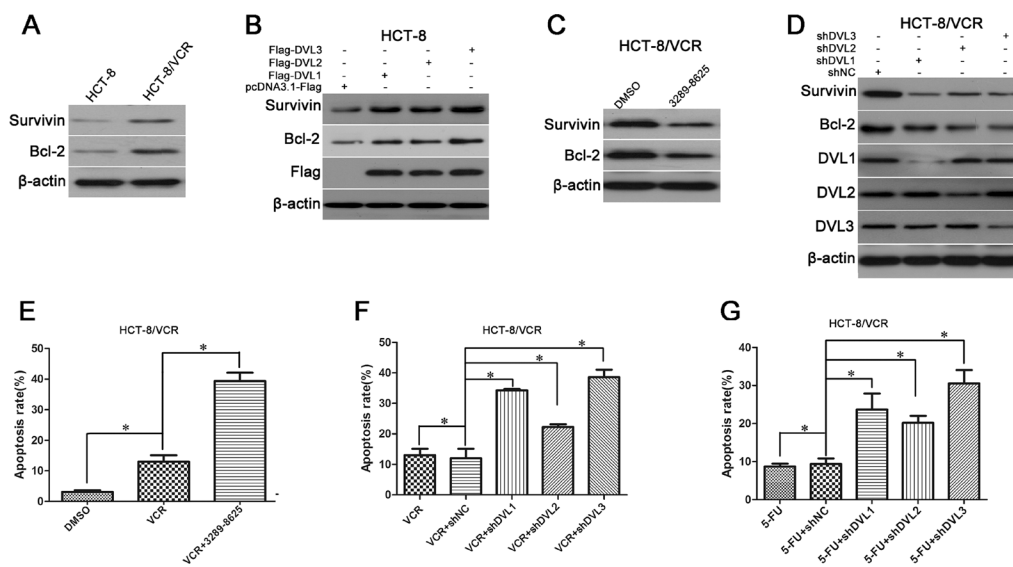 A
HCT-8
HCT-8/VCR
Survivin
Bcl-2
β-actin
B
HCT-8
Flag-DVL3 - - - +
Flag-DVL2 - - + -
Flag-DVL1 - + - -
pcDNA3.1-Flag + - - -
Survivin
Bcl-2
Flag
β-actin
C
HCT-8/VCR
DMSO
3289-8625
Survivin
Bcl-2
β-actin
D
HCT-8/VCR
shDVL3 - - - +
shDVL2 - - + -
shDVL1 - + - -
shNC + - - -
Survivin
Bcl-2
DVL1
DVL2
DVL3
β-actin
E
HCT-8/VCR
Apoptosis rate(%)
50
40
30
20
10
0
*
*
DMSO
VCR
VCR+3289-8625
F
HCT-8/VCR
Apoptosis rate(%)
50
40
30
20
10
0
*
*
*
*
VCR
VCR+shNC
VCR+shDVL1
VCR+shDVL2
VCR+shDVL3
G
HCT-8/VCR
Apoptosis rate(%)
40
30
20
10
0
*
*
*
*
5-FU
5-FU+shNC
5-FU+shDVL1
5-FU+shDVL2
5-FU+shDVL3